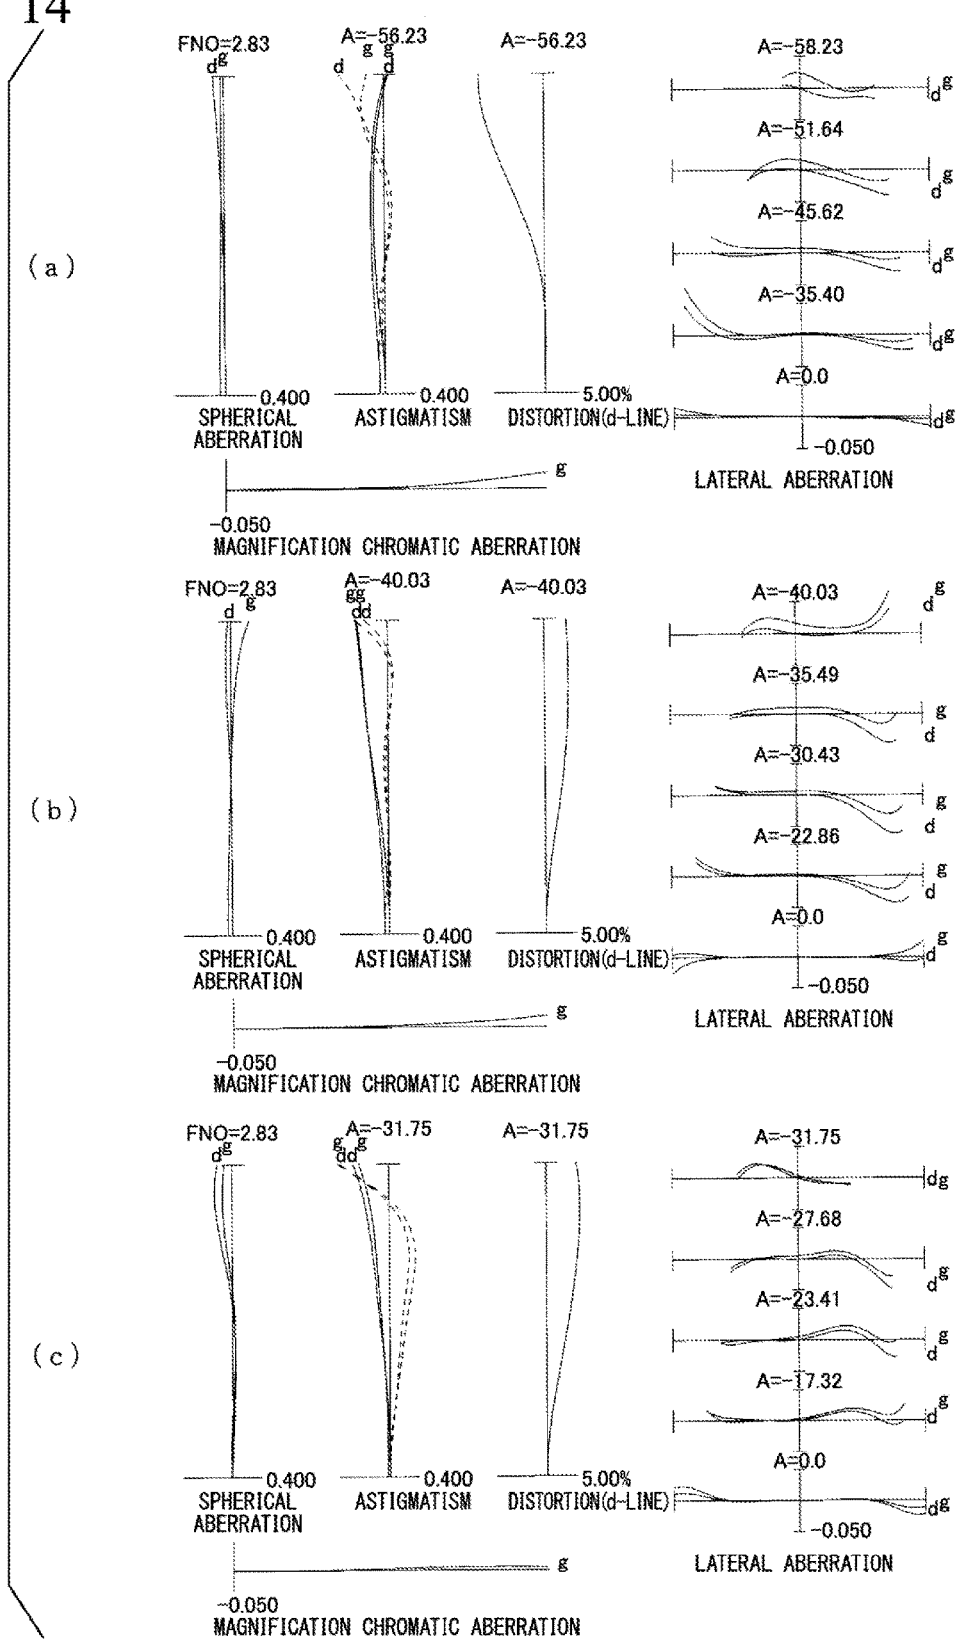 14
(a)
FNO=2.83
d g
A=-56.23
d g g d
A=-56.23
0.400
SPHERICAL
ABERRATION
0.400
ASTIGMATISM
5.00%
DISTORTION(d-LINE)
A=-58.23
d g
A=-51.64
d g
A=-45.62
d g
A=-35.40
d g
A=0.0
d g
-0.050
LATERAL ABERRATION
g
-0.050
MAGNIFICATION CHROMATIC ABERRATION
(b)
FNO=2.83
d g
A=-40.03
gg
dd
A=-40.03
0.400
SPHERICAL
ABERRATION
0.400
ASTIGMATISM
5.00%
DISTORTION(d-LINE)
A=-40.03
d g
A=-35.49
g
d
A=-30.43
g
d
A=-22.86
g
d
A=0.0
d g
-0.050
LATERAL ABERRATION
g
-0.050
MAGNIFICATION CHROMATIC ABERRATION
(c)
FNO=2.83
d g
A=-31.75
g g
dd
A=-31.75
0.400
SPHERICAL
ABERRATION
0.400
ASTIGMATISM
5.00%
DISTORTION(d-LINE)
A=-31.75
dg
A=-27.68
d g
A=-23.41
d g
A=-17.32
d g
A=0.0
d g
-0.050
LATERAL ABERRATION
g
-0.050
MAGNIFICATION CHROMATIC ABERRATION